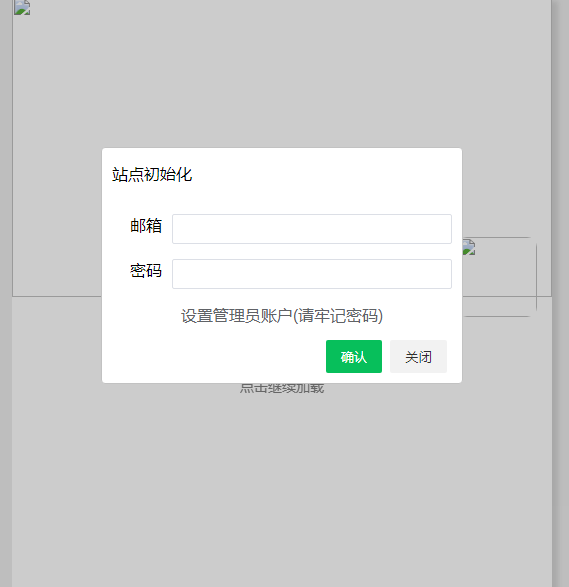 站点初始化
邮箱
密码
设置管理员账户(请牢记密码)
确认 关闭
点击继续加载